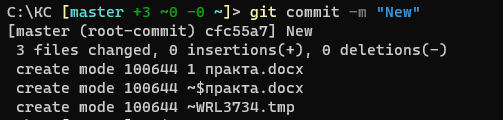 C:\КС [master +3 ~0 -0 ~]> git commit -m "New"
[master (root-commit) cfc55a7] New
 3 files changed, 0 insertions(+), 0 deletions(-)
 create mode 100644 1 практа.docx
 create mode 100644 ~$практа.docx
 create mode 100644 ~WRL3734.tmp